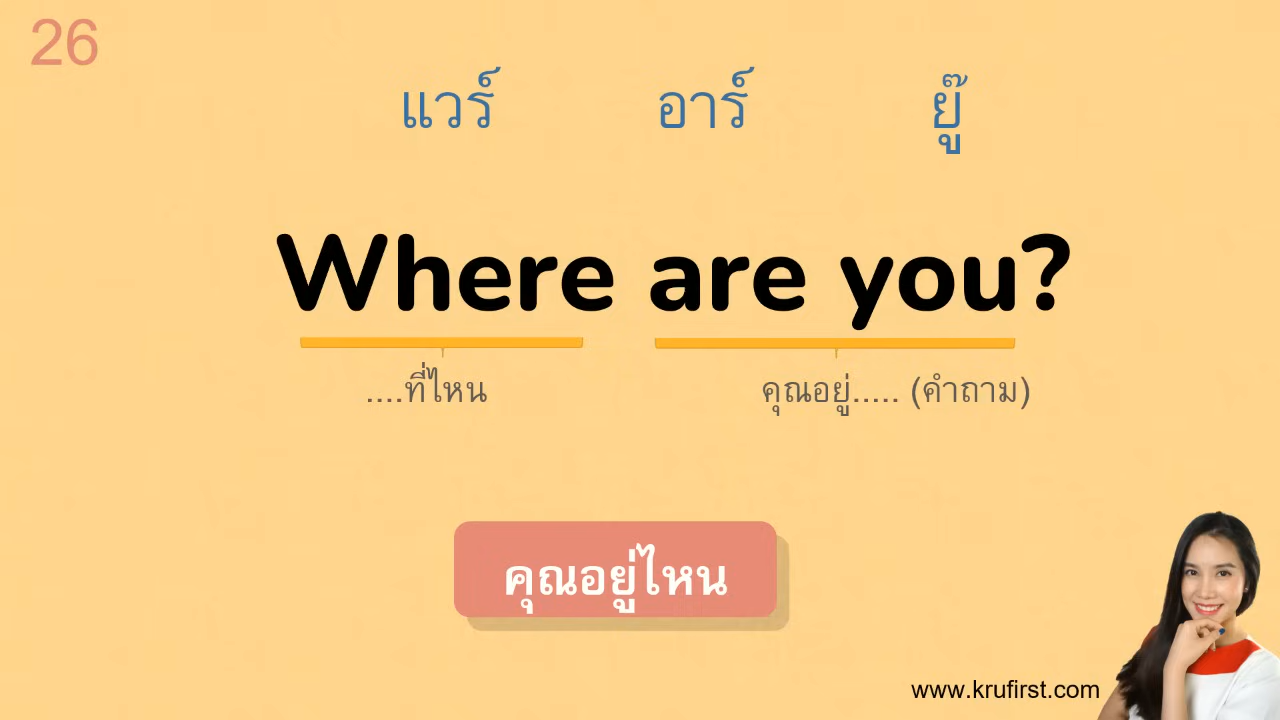 26
แวร์ อาร์ ยู๊
Where are you?
....ที่ไหน คุณอยู่..... (คำถาม)
คุณอยู่ไหน
www.krufirst.com